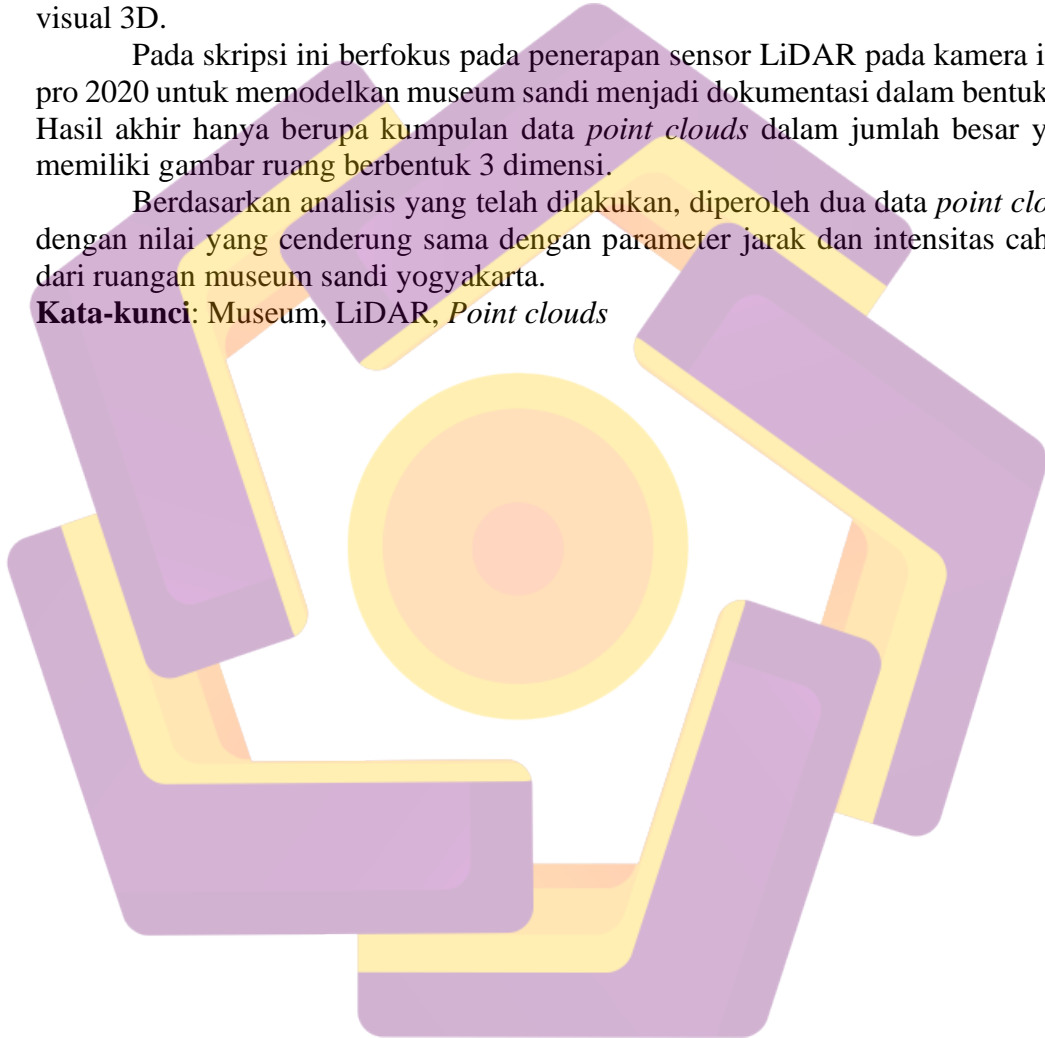 visual 3D.
Pada skripsi ini berfokus pada penerapan sensor LiDAR pada kamera i
pro 2020 untuk memodelkan museum sandi menjadi dokumentasi dalam bentuk
Hasil akhir hanya berupa kumpulan data point clouds dalam jumlah besar y
memiliki gambar ruang berbentuk 3 dimensi.
Berdasarkan analisis yang telah dilakukan, diperoleh dua data point clo
dengan nilai yang cenderung sama dengan parameter jarak dan intensitas cah
dari ruangan museum sandi yogyakarta.
Kata-kunci: Museum, LiDAR, Point clouds